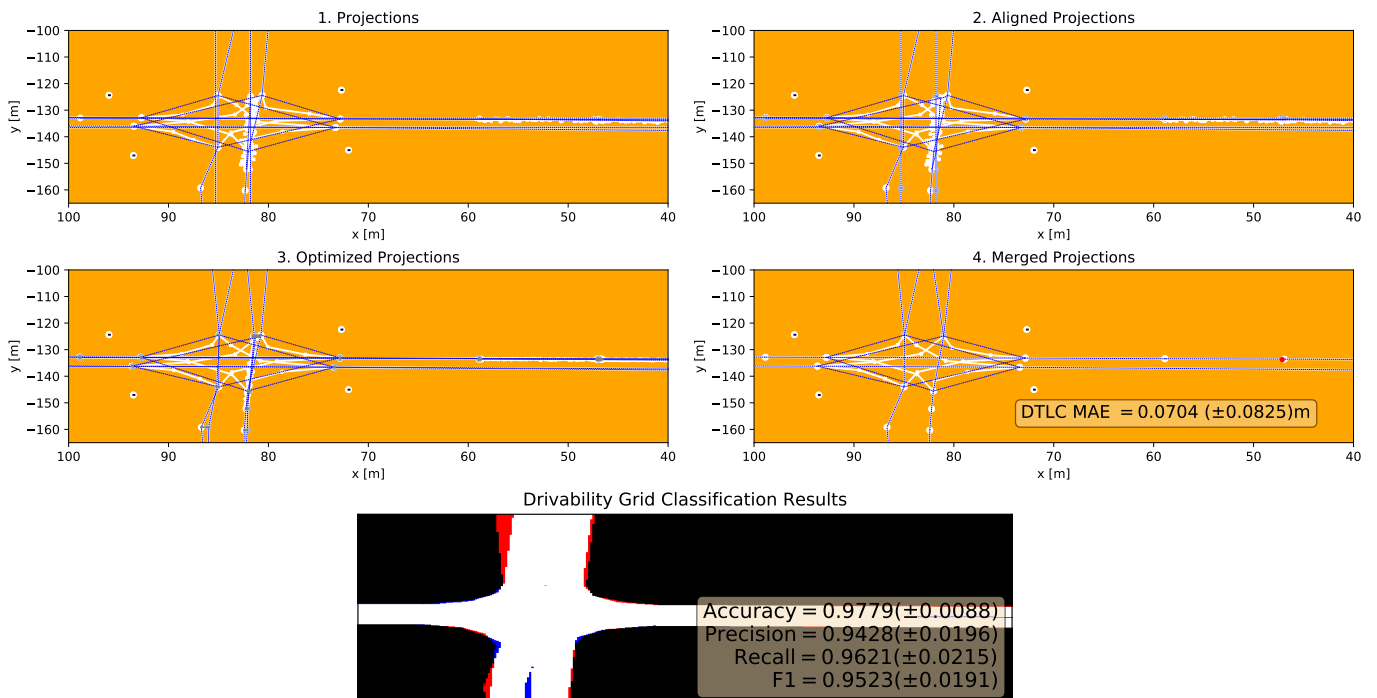 1. Projections
2. Aligned Projections
−100
−110
−120
−130
−140
−150
−160
y [m]
100 90 80 70 60 50 40
x [m]
−100
−110
−120
−130
−140
−150
−160
y [m]
100 90 80 70 60 50 40
x [m]
3. Optimized Projections
4. Merged Projections
−100
−110
−120
−130
−140
−150
−160
y [m]
100 90 80 70 60 50 40
x [m]
−100
−110
−120
−130
−140
−150
−160
y [m]
DTLC MAE = 0.0704 (±0.0825)m
100 90 80 70 60 50 40
x [m]
Drivability Grid Classification Results
Accuracy = 0.9779(±0.0088)
Precision = 0.9428(±0.0196)
Recall = 0.9621(±0.0215)
F1 = 0.9523(±0.0191)